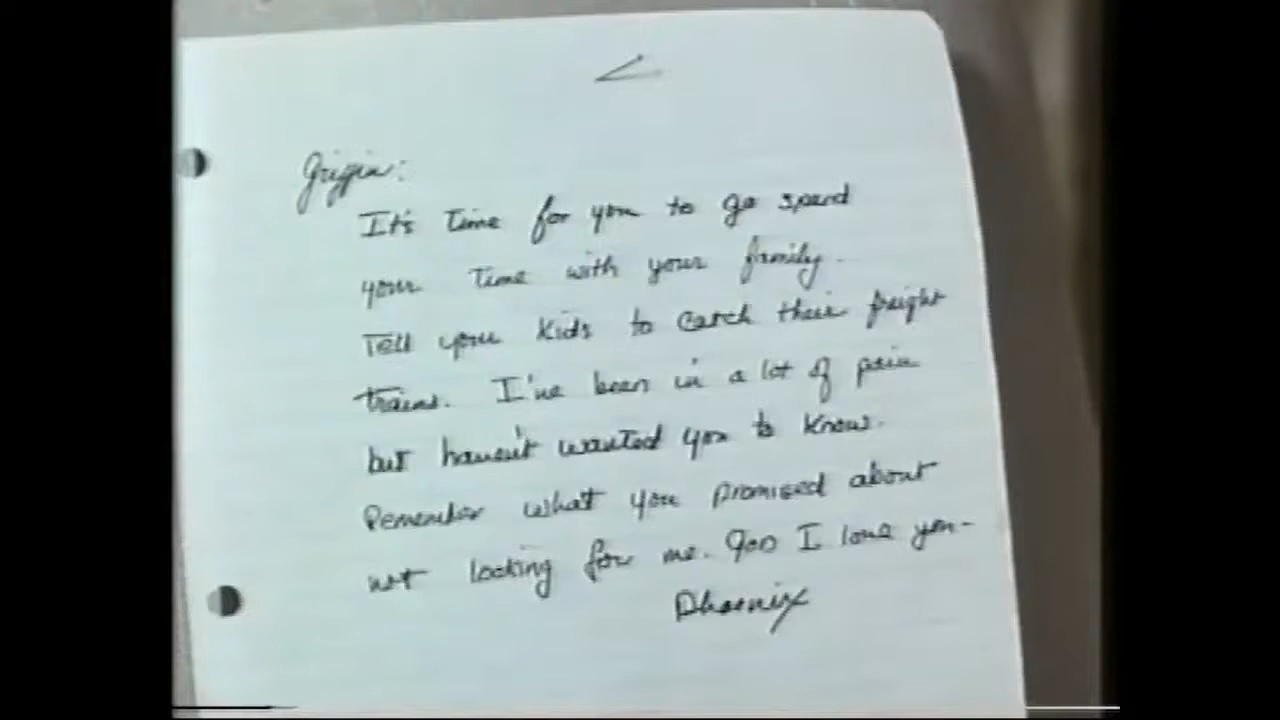 Griffin:
It's time for you to go spend
your time with your family.
Tell your kids to catch their freight
trains. I've been in a lot of pain
but haven't wanted you to know.
Remember what you promised about
not looking for me. God I love you-
Phoenix